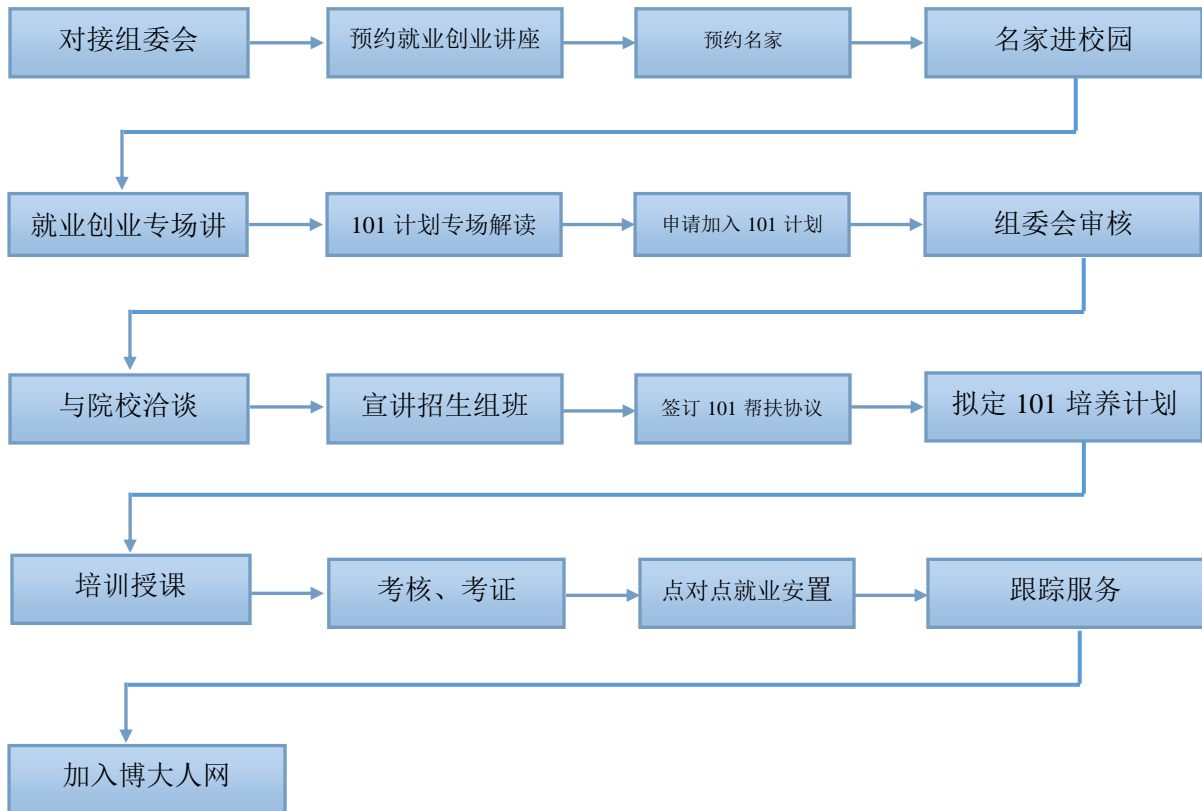 对接组委会
预约就业创业讲座
预约名家
名家进校园
就业创业专场讲
101 计划专场解读
申请加入 101 计划
组委会审核
与院校洽谈
宣讲招生组班
签订 101 帮扶协议
拟定 101 培养计划
培训授课
考核、考证
点对点就业安置
跟踪服务
加入博大人网